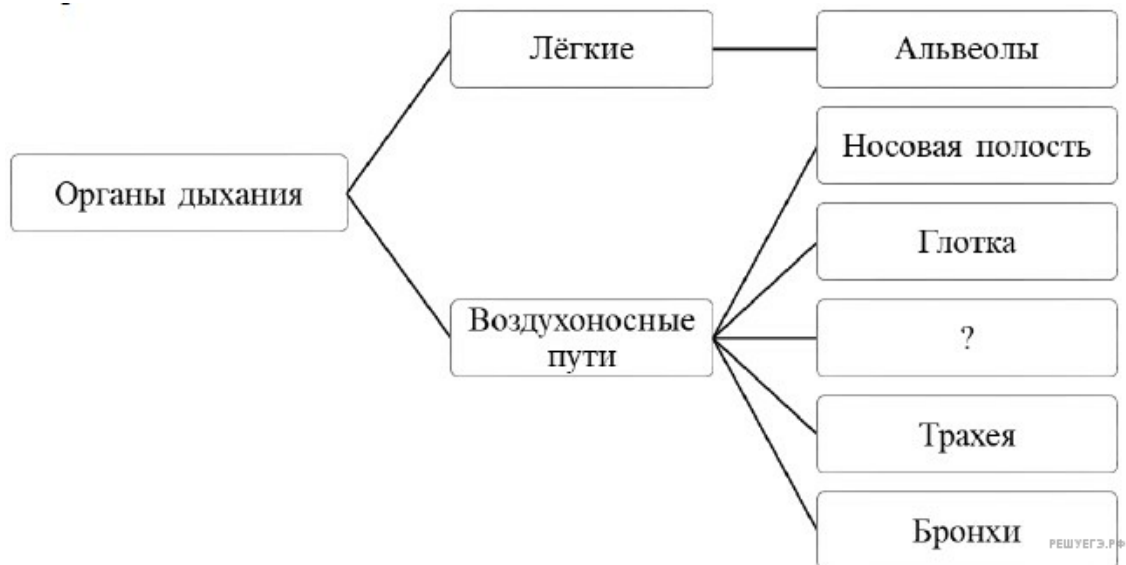 Лёгкие
Альвеолы
Носовая полость
Органы дыхания
Глотка
Воздухоносные
пути
?
Трахея
Бронхи
РЕШУЕГЭ.РФ